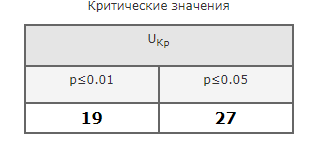 Критические значения
UКр
p≤0.01 p≤0.05
19 27